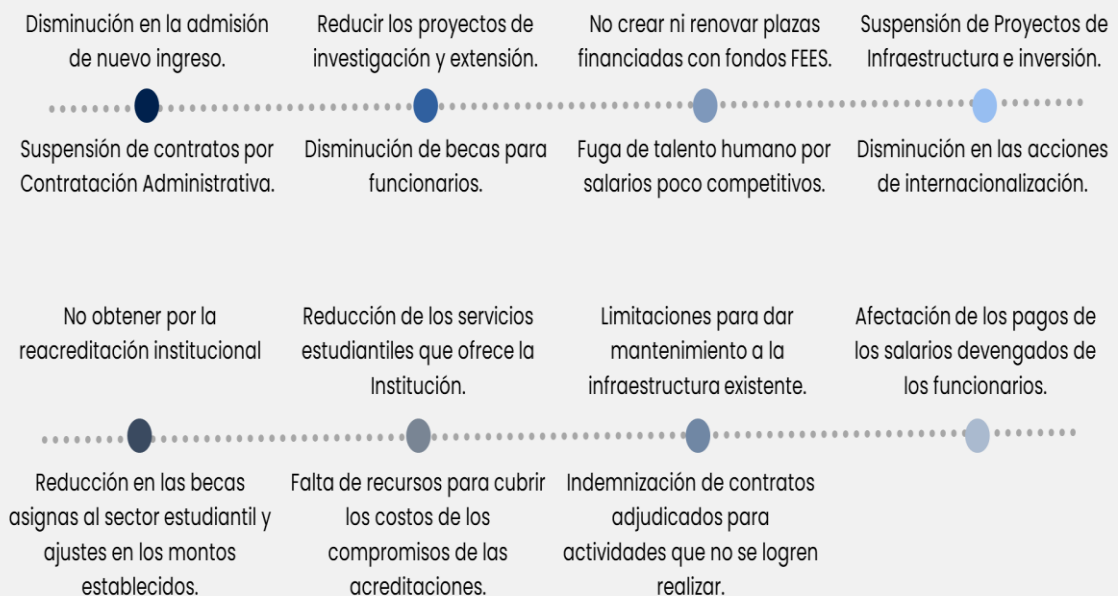 Disminución en la admisión
de nuevo ingreso.
Reducir los proyectos de
investigación y extensión.
No crear ni renovar plazas
financiadas con fondos FEES.
Suspensión de Proyectos de
Infraestructura e inversión.
Suspensión de contratos por
Contratación Administrativa.
Disminución de becas para
funcionarios.
Fuga de talento humano por
salarios poco competitivos.
Disminución en las acciones
de internacionalización.
No obtener por la
reacreditación institucional
Reducción de los servicios
estudiantiles que ofrece la
Institución.
Limitaciones para dar
mantenimiento a la
infraestructura existente.
Afectación de los pagos de
los salarios devengados de
los funcionarios.
Reducción en las becas
asignas al sector estudiantil y
ajustes en los montos
establecidos.
Falta de recursos para cubrir
los costos de los
compromisos de las
acreditaciones.
Indemnización de contratos
adjudicados para
actividades que no se logren
realizar.